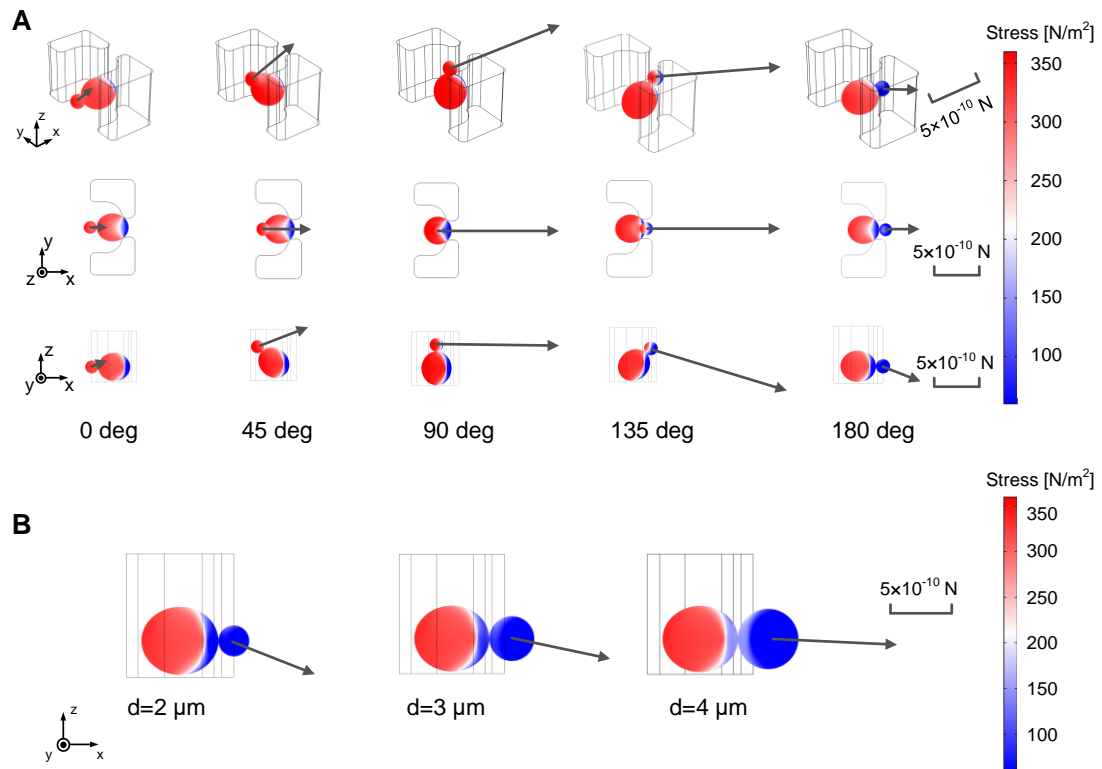 A
Stress [N/m²]
350
300
250
200
150
100
5×10⁻¹⁰ N
z
y
x
y
z
x
5×10⁻¹⁰ N
z
y
x
5×10⁻¹⁰ N
0 deg
45 deg
90 deg
135 deg
180 deg
B
Stress [N/m²]
350
300
250
200
150
100
5×10⁻¹⁰ N
d=2 µm
d=3 µm
d=4 µm
z
y
x